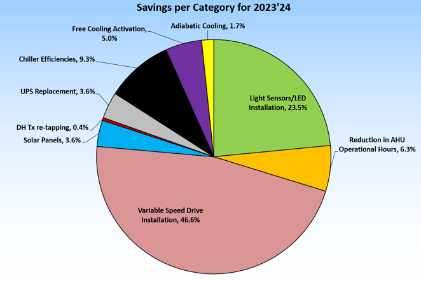 Savings per Category for 2023'24
Free Cooling Activation,
5.0%
Adiabatic Cooling, 1.7%
Chiller Efficiencies, 9.3%
UPS Replacement, 3.6%
DH Tx re-tapping, 0.4%
Solar Panels, 3.6%
Light Sensors/LED
Installation, 23.5%
Reduction in AHU
Operational Hours, 6.3%
Variable Speed Drive
Installation, 46.6%